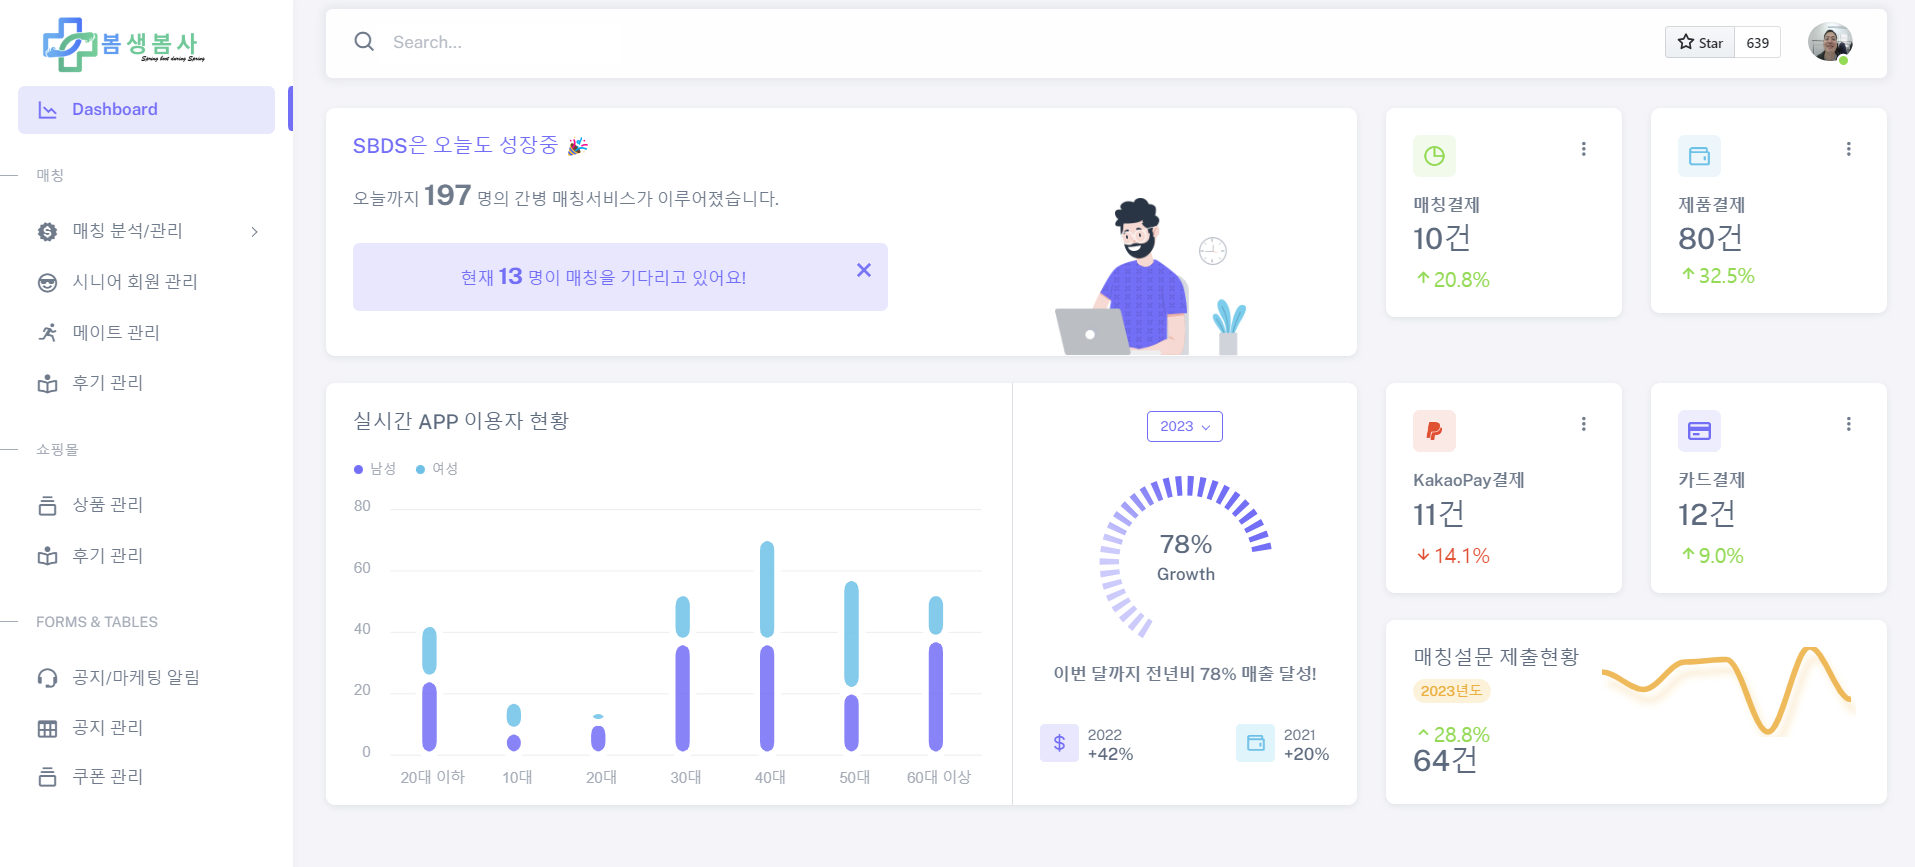 봄생봄사
Spring boot during Spring
Dashboard
매칭
매칭 분석/관리
시니어 회원 관리
메이트 관리
후기 관리
쇼핑몰
상품 관리
후기 관리
FORMS & TABLES
공지/마케팅 알림
공지 관리
쿠폰 관리
Search...
Star 639
SBDS은 오늘도 성장중 🎉
오늘까지 197 명의 간병 매칭서비스가 이루어졌습니다.
현재 13 명이 매칭을 기다리고 있어요!
매칭결제
10건
20.8%
제품결제
80건
32.5%
실시간 APP 이용자 현황
남성 여성
80
60
40
20
0
20대 이하 10대 20대 30대 40대 50대 60대 이상
2023
78%
Growth
이번 달까지 전년비 78% 매출 달성!
$
2022
+42%
2021
+20%
KakaoPay결제
11건
14.1%
카드결제
12건
9.0%
매칭설문 제출현황
2023년도
28.8%
64건